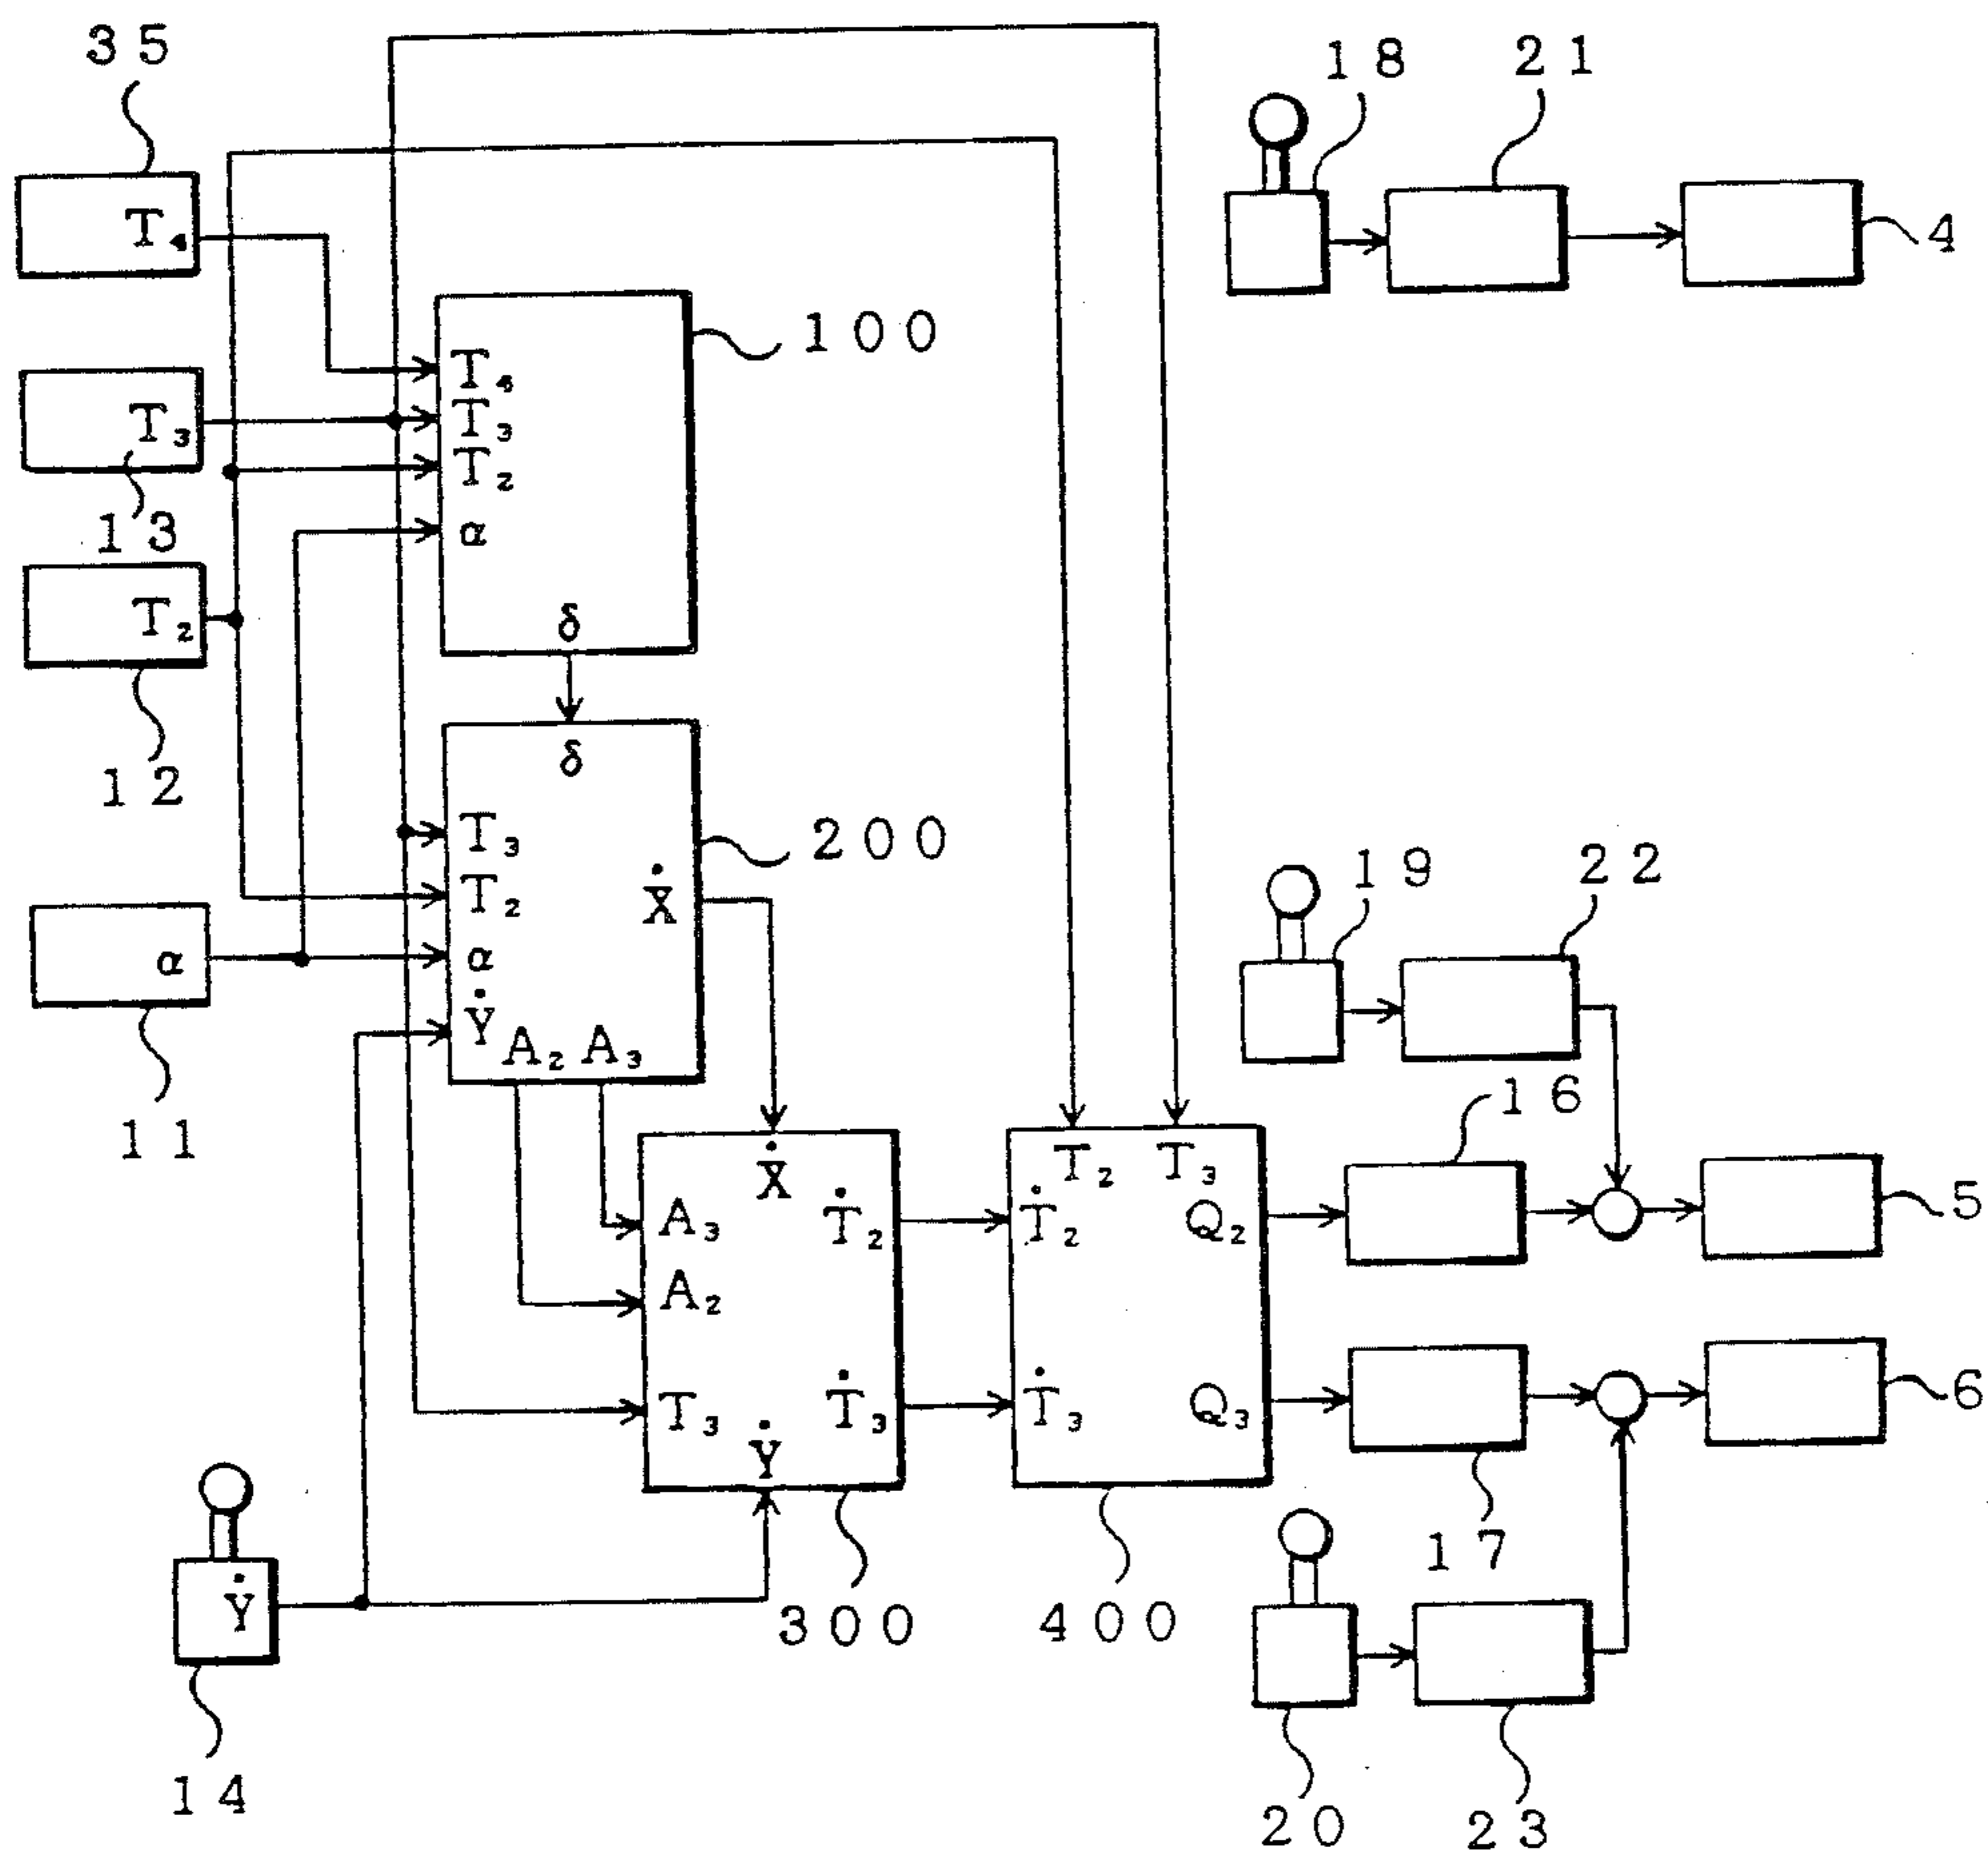 35
18
21
T₄
4
100
T₄
T₃
T₃
T₂
13
α
T₂
δ
12
δ
200
T₃
T₂
Ẋ
19
22
α
α
Ẏ
A₂ A₃
11
16
Ẋ
T₂ T₃
A₃
Ṫ₂
Ṫ₂
Q₂
5
A₂
T₃
Ṫ₃
Ṫ₃
Q₃
6
Ẏ
17
Ẏ
300
400
14
20
23